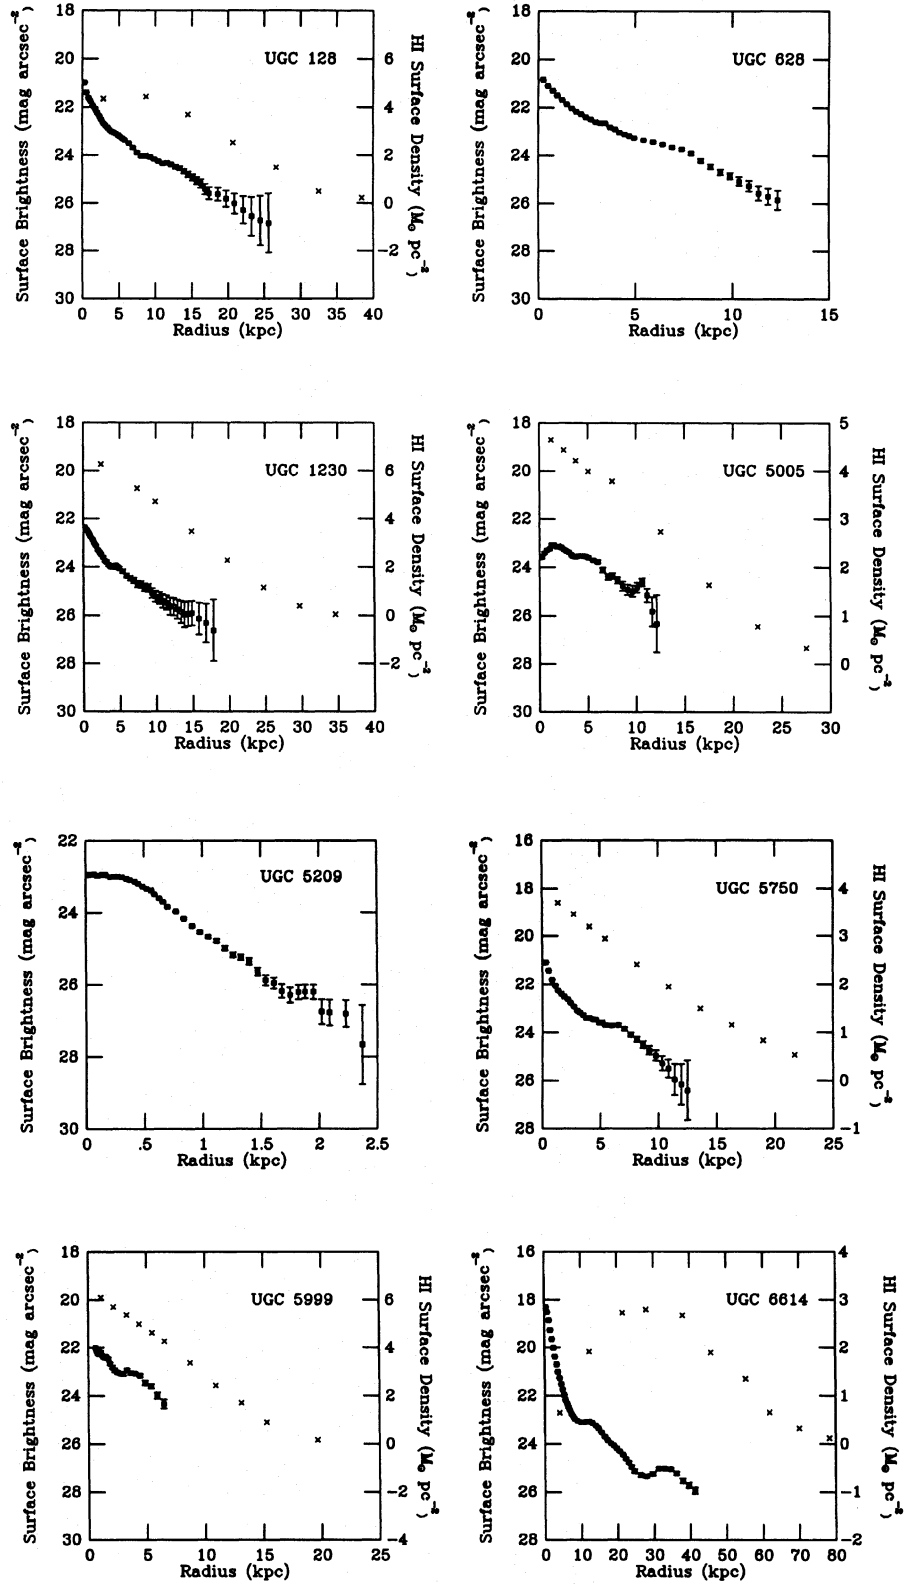 18
20
22
24
26
28
30
Surface Brightness (mag arcsec⁻²)
UGC 128
6
4
2
0
−2
HI Surface Density (M⊙ pc⁻²)
0 5 10 15 20 25 30 35 40
Radius (kpc)
18
20
22
24
26
28
30
Surface Brightness (mag arcsec⁻²)
UGC 628
0 5 10 15
Radius (kpc)
18
20
22
24
26
28
30
Surface Brightness (mag arcsec⁻²)
UGC 1230
6
4
2
0
−2
HI Surface Density (M⊙ pc⁻²)
0 5 10 15 20 25 30 35 40
Radius (kpc)
18
20
22
24
26
28
30
Surface Brightness (mag arcsec⁻²)
UGC 5005
5
4
3
2
1
0
HI Surface Density (M⊙ pc⁻²)
0 5 10 15 20 25 30
Radius (kpc)
22
24
26
28
30
Surface Brightness (mag arcsec⁻²)
UGC 5209
0 .5 1 1.5 2 2.5
Radius (kpc)
16
18
20
22
24
26
28
Surface Brightness (mag arcsec⁻²)
UGC 5750
4
3
2
1
0
−1
HI Surface Density (M⊙ pc⁻²)
0 5 10 15 20 25
Radius (kpc)
18
20
22
24
26
28
30
Surface Brightness (mag arcsec⁻²)
UGC 5999
8
6
4
2
0
−2
−4
HI Surface Density (M⊙ pc⁻²)
0 5 10 15 20 25
Radius (kpc)
16
18
20
22
24
26
28
Surface Brightness (mag arcsec⁻²)
UGC 6614
4
3
2
1
0
−1
−2
HI Surface Density (M⊙ pc⁻²)
0 10 20 30 40 50 60 70 80
Radius (kpc)